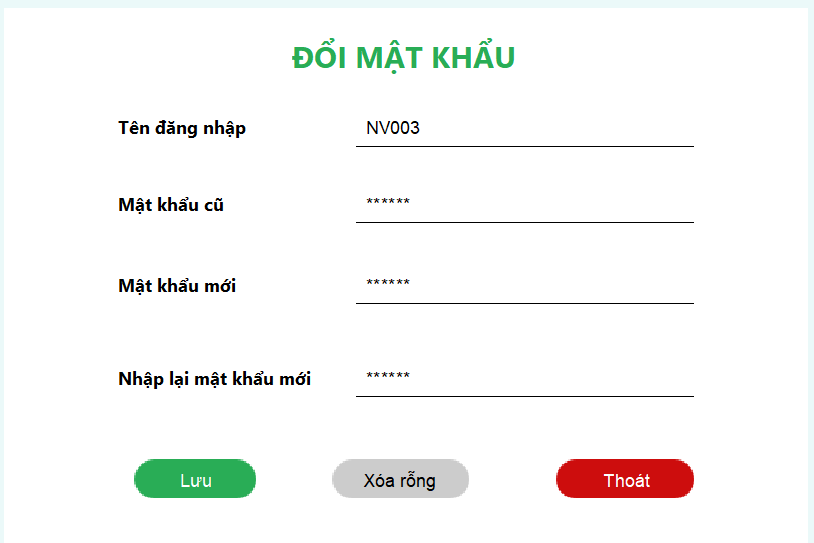 ĐỔI MẬT KHẨU
Tên đăng nhập NV003
Mật khẩu cũ ******
Mật khẩu mới ******
Nhập lại mật khẩu mới ******
Lưu Xóa rỗng Thoát